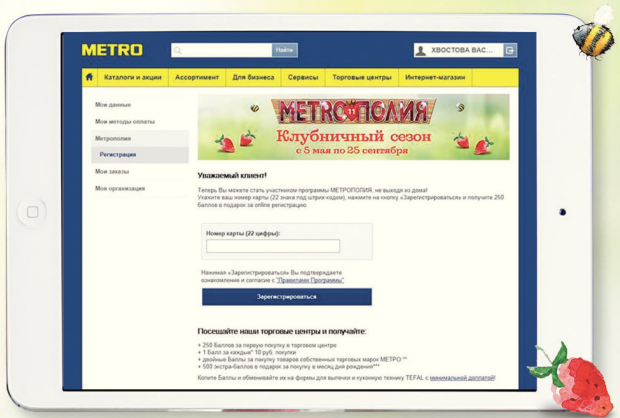 METRO
Найти
ХВОСТОВА ВАС...
Каталоги и акции Ассортимент Для бизнеса Сервисы Торговые центры Интернет-магазин
Мои данные
Мои методы оплаты
Метрополия
Регистрация
Мои заказы
Моя организация
METROПОЛИЯ
11
Клубничный сезон
с 5 мая по 25 сентября
Уважаемый клиент!
Теперь Вы можете стать участником программы МЕТРОПОЛИЯ, не выходя из дома!
Укажите ваш номер карты (22 знака под штрих-кодом), нажмите на кнопку «Зарегистрироваться» и получите 250
баллов в подарок за online регистрацию.
Номер карты (22 цифры):
Нажимая «Зарегистрироваться» Вы подтверждаете
ознакомление и согласие с "Правилами Программы"
Зарегистрироваться
Посещайте наши торговые центры и получайте:
+ 250 Баллов за первую покупку в торговом центре
+ 1 Балл за каждые* 10 руб. покупки
+ двойные Баллы за покупку товаров собственных торговых марок МЕТРО **
+ 500 экстра-баллов в подарок за покупку в месяц дня рождения***
Копите Баллы и обменивайте их на формы для выпечки и кухонную технику TEFAL с минимальной доплатой!